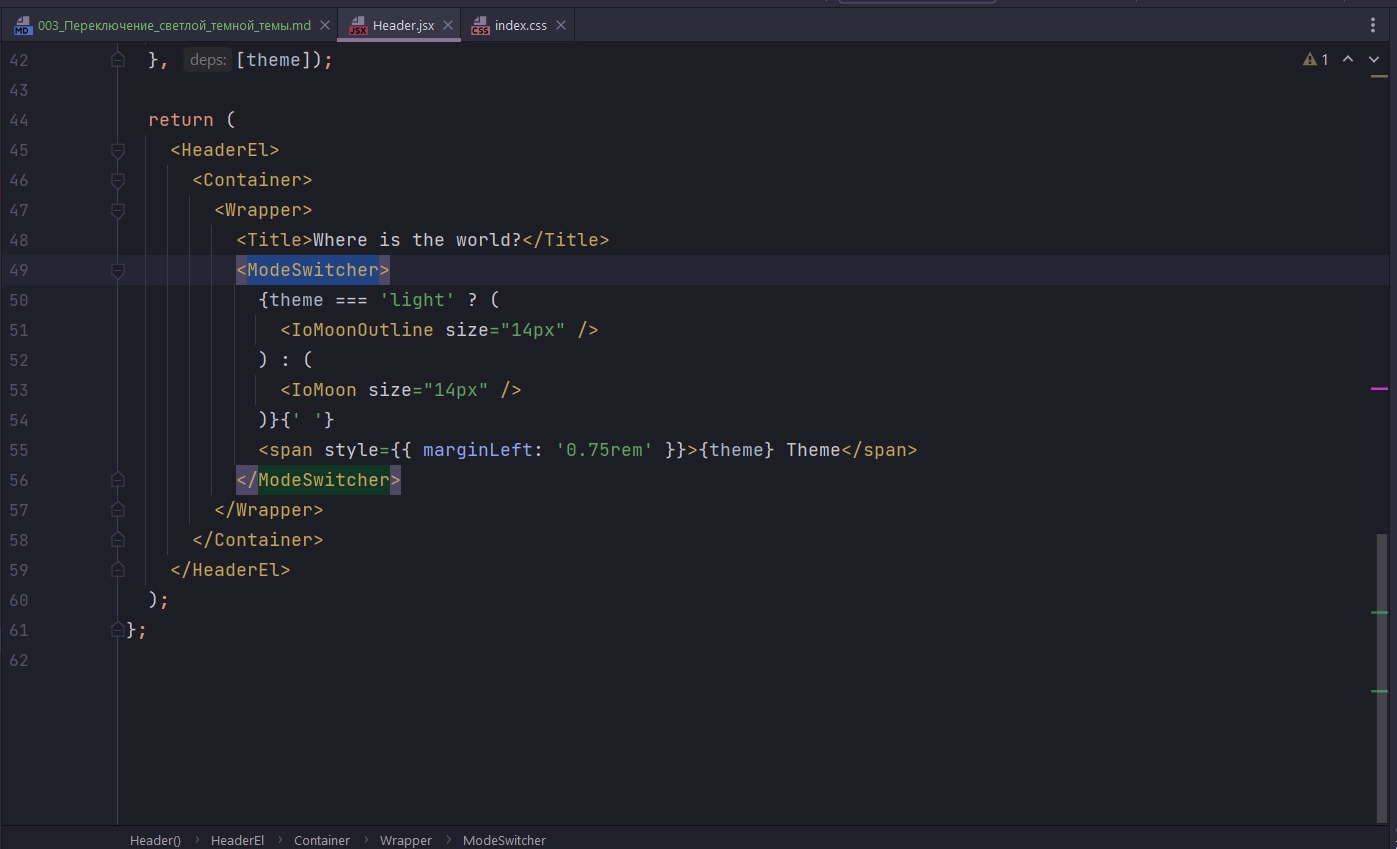 003_Переключение_светлой_темной_темы.md Header.jsx index.css
42 }, deps: [theme]);
1
43
44 return (
45 <HeaderEl>
46 <Container>
47 <Wrapper>
48 <Title>Where is the world?</Title>
49 <ModeSwitcher>
50 {theme === 'light' ? (
51 <IoMoonOutline size="14px" />
52 ) : (
53 <IoMoon size="14px" />
54 )}{' '}
55 <span style={{ marginLeft: '0.75rem' }}>{theme} Theme</span>
56 </ModeSwitcher>
57 </Wrapper>
58 </Container>
59 </HeaderEl>
60 );
61 };
62
Header() › HeaderEl › Container › Wrapper › ModeSwitcher